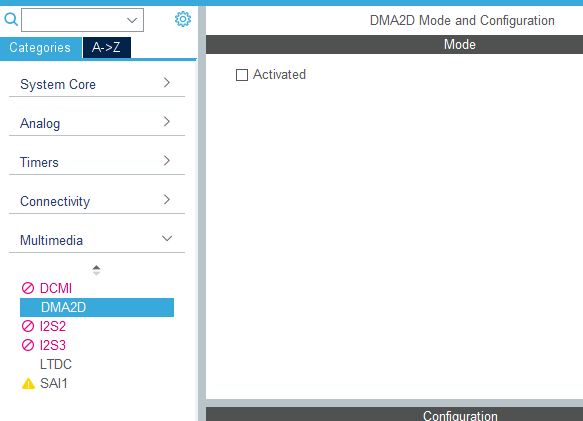 DMA2D Mode and Configuration
Categories A->Z
Mode
Activated
System Core
Analog
Timers
Connectivity
Multimedia
DCMI
DMA2D
I2S2
I2S3
LTDC
SAI1
Configuration